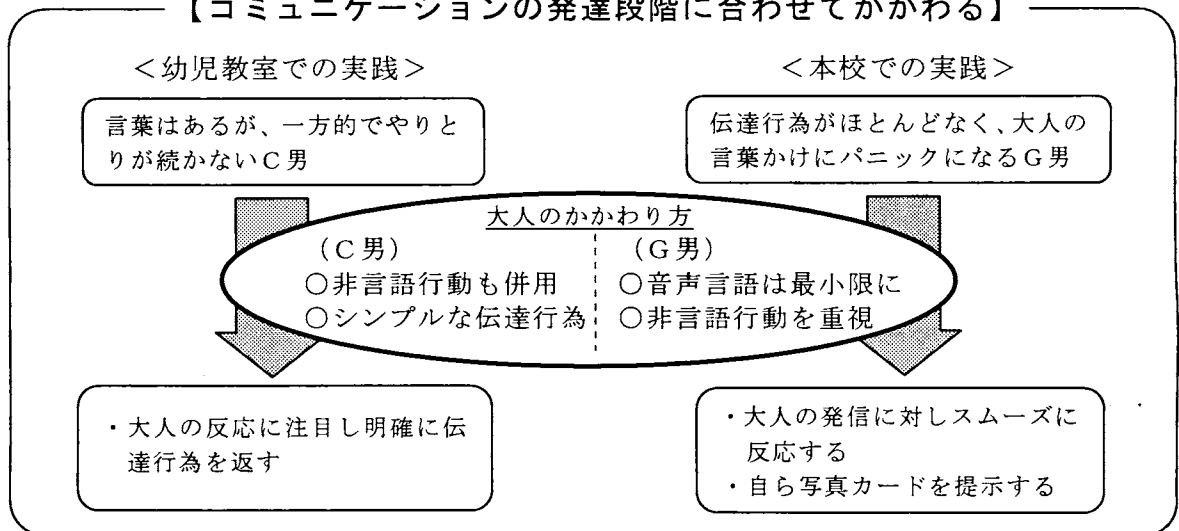 【コミュニケーションの発達段階に合わせてかかわる】
＜幼児教室での実践＞
言葉はあるが、一方的でやりと
りが続かないＣ男
＜本校での実践＞
伝達行為がほとんどなく、大人の
言葉かけにパニックになるＧ男
大人のかかわり方
（Ｃ男）
○非言語行動も併用
○シンプルな伝達行為
（Ｇ男）
○音声言語は最小限に
○非言語行動を重視
・大人の反応に注目し明確に伝
達行為を返す
・大人の発信に対しスムーズに
反応する
・自ら写真カードを提示する